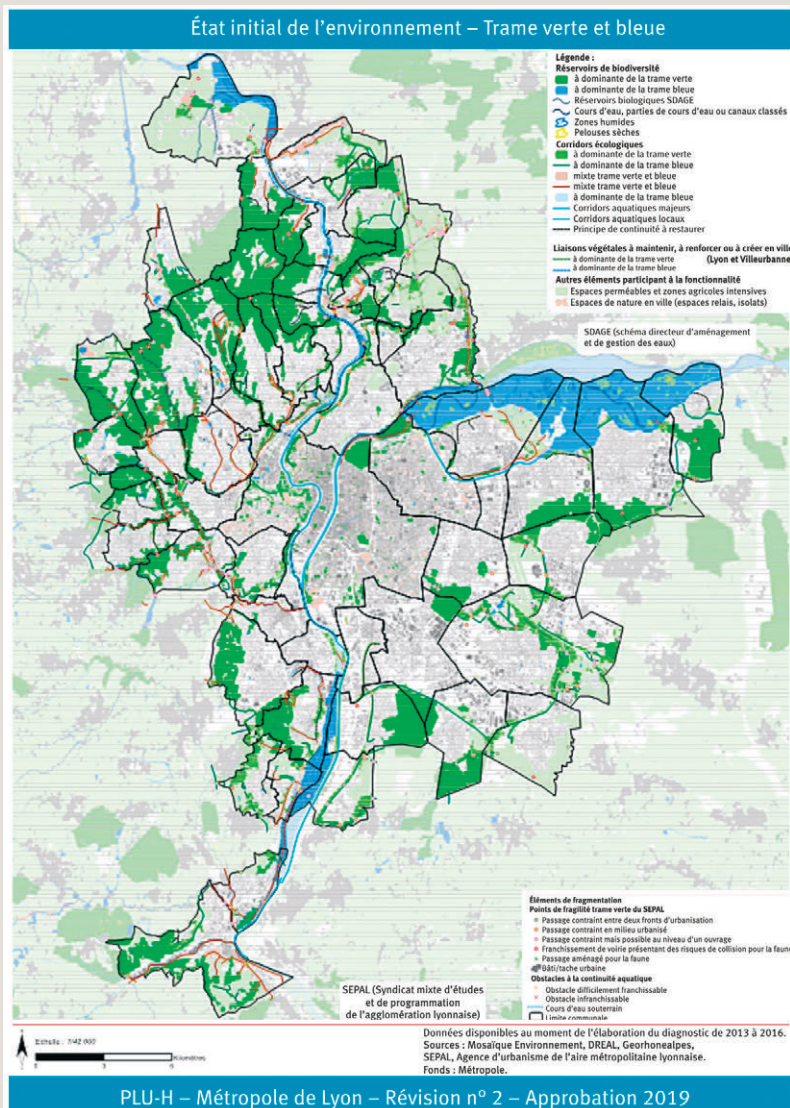 État initial de l'environnement – Trame verte et bleue
Légende :
Réservoirs de biodiversité
à dominante de la trame verte
à dominante de la trame bleue
Réservoirs biologiques SDAGE
Cours d'eau, parties de cours d'eau ou canaux classés
Zones humides
Pelouses sèches
Corridors écologiques
à dominante de la trame verte
à dominante de la trame bleue
mixte trame verte et bleue
mixte trame verte et bleue
à dominante de la trame bleue
Corridors aquatiques majeurs
Corridors aquatiques locaux
Principe de continuité à restaurer
Liaisons végétales à maintenir, à renforcer ou à créer en ville
(Lyon et Villeurbanne)
à dominante de la trame verte
à dominante de la trame bleue
Autres éléments participant à la fonctionnalité
Espaces perméables et zones agricoles intensives
Espaces de nature en ville (espaces relais, isolats)
SDAGE (schéma directeur d'aménagement
et de gestion des eaux)
Éléments de fragmentation
Points de fragilité trame verte du SEPAL
Passage contraint entre deux fronts d'urbanisation
Passage contraint en milieu urbanisé
Passage contraint mais possible au niveau d'un ouvrage
Franchissement de voirie présentant des risques de collision pour la faune
Passage aménagé pour la faune
Bâti/tache urbaine
Obstacles à la continuité aquatique
Obstacle difficilement franchissable
Obstacle infranchissable
Cours d'eau souterrain
Limite communale
SEPAL (Syndicat mixte d'études
et de programmation
de l'agglomération lyonnaise)
Echelle : 1/42 000
0 3 6 Kilomètres
Données disponibles au moment de l'élaboration du diagnostic de 2013 à 2016.
Sources : Mosaïque Environnement, DREAL, Georhonealpes,
SEPAL, Agence d'urbanisme de l'aire métropolitaine lyonnaise.
Fonds : Métropole.
PLU-H – Métropole de Lyon – Révision n° 2 – Approbation 2019